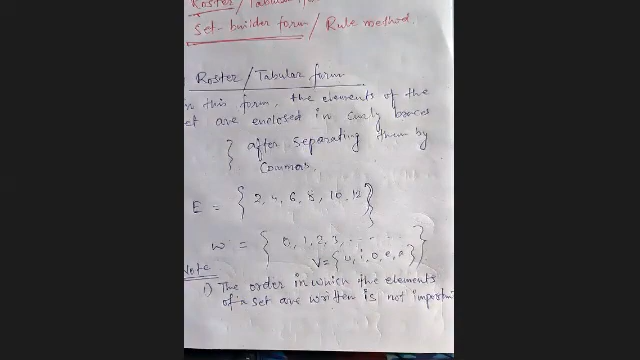 Roster / Tabular
Set-builder form / Rule method.
Roster / Tabular form
In this form, the elements of the
set are enclosed in curly braces
} after separating them by
commas.
E = { 2, 4, 6, 8, 10, 12 }
W = { 0, 1, 2, 3, ...... }
V = { u, i, o, e, a }
Note
1) The order in which the elements
of a set are written is not important